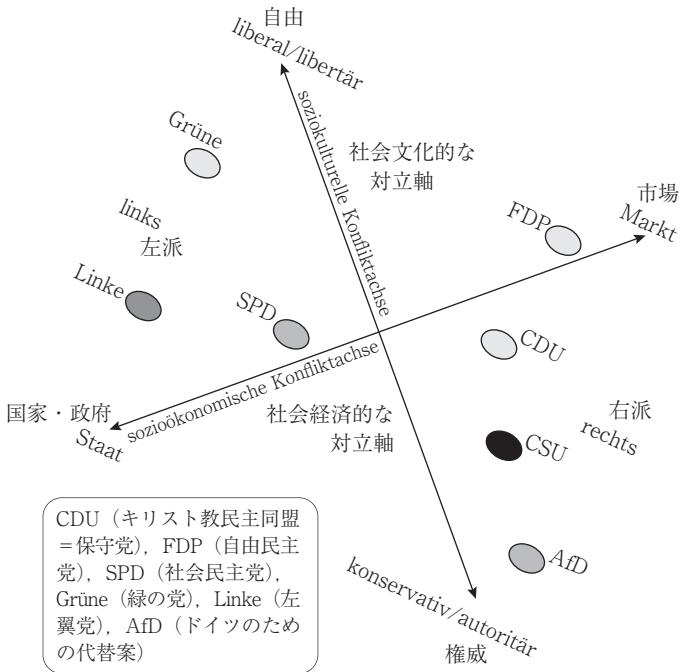 自由
liberal/libertär
Grüne
soziokulturelle Konfliktachse
社会文化的な
対立軸
市場
Markt
FDP
links
左派
Linke
SPD
CDU
sozioökonomische Konfliktachse
国家・政府
Staat
社会経済的な
対立軸
右派
rechts
CSU
AfD
konservativ/autoritär
権威
CDU（キリスト教民主同盟
＝保守党），FDP（自由民主
党），SPD（社会民主党），
Grüne（緑の党），Linke（左
翼党），AfD（ドイツのため
の代替案）